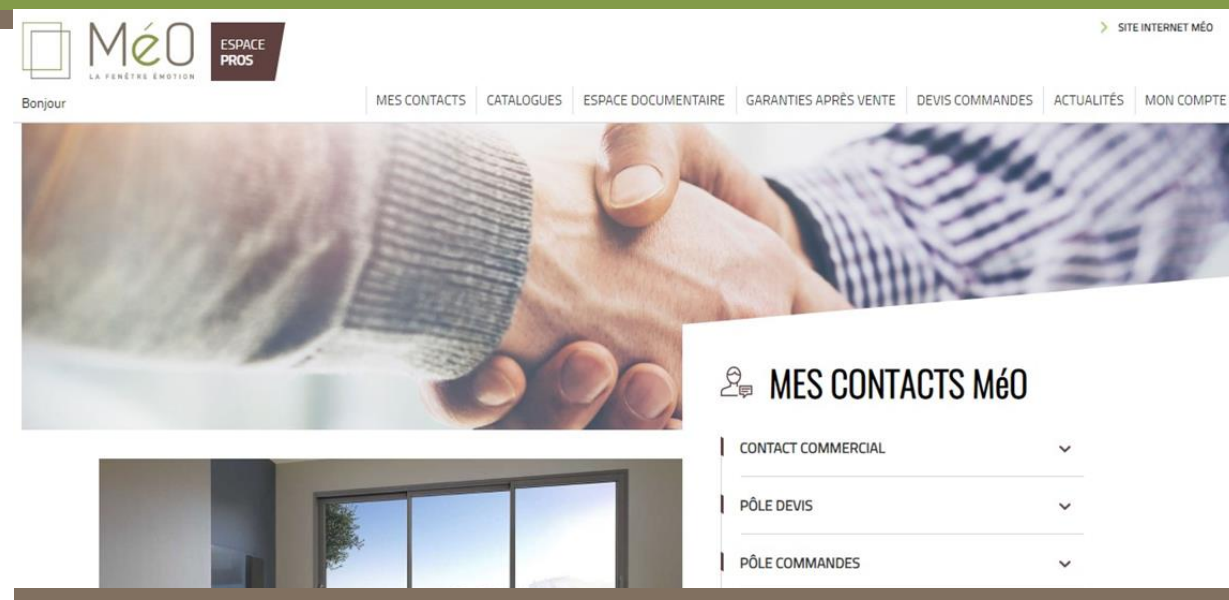 SITE INTERNET MÉO
MéO
LA FENÊTRE ÉMOTION
ESPACE
PROS
Bonjour
MES CONTACTS
CATALOGUES
ESPACE DOCUMENTAIRE
GARANTIES APRÈS VENTE
DEVIS COMMANDES
ACTUALITÉS
MON COMPTE
MES CONTACTS MéO
CONTACT COMMERCIAL
PÔLE DEVIS
PÔLE COMMANDES